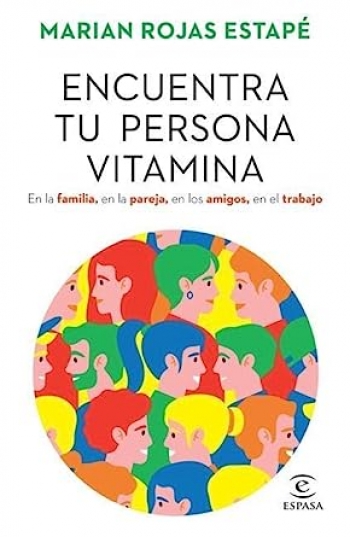 MARIAN ROJAS ESTAPÉ
ENCUENTRA
TU PERSONA
VITAMINA
En la familia, en la pareja, en los amigos, en el trabajo
e
ESPASA